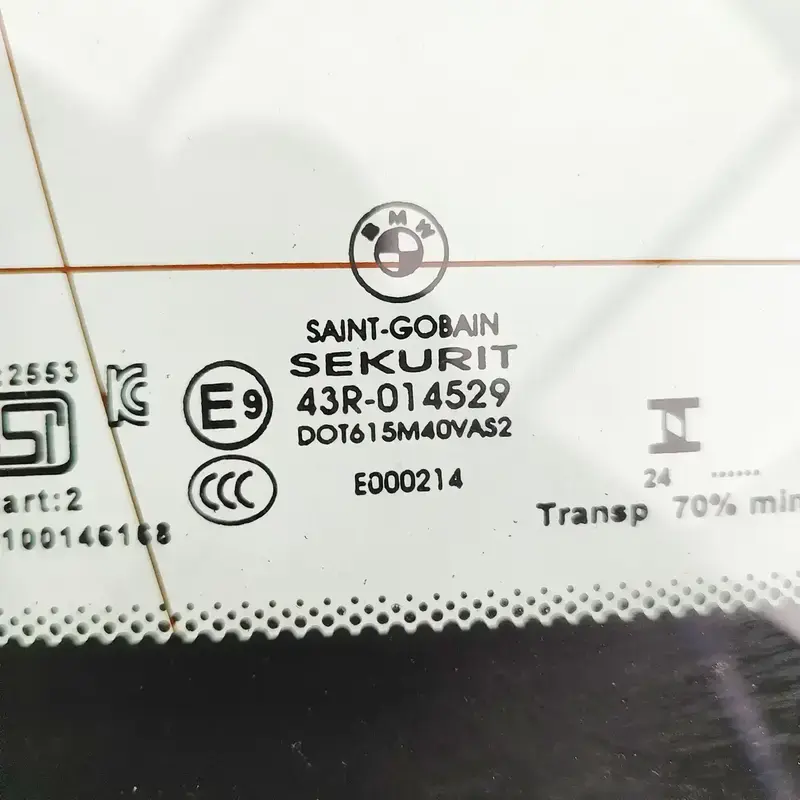 BMW
SAINT-GOBAIN
SEKURIT
:2553
E9
43R-014529
DOT615M40VAS2
CCC
E000214
24 ......
art:2
Transp 70% min
100146168